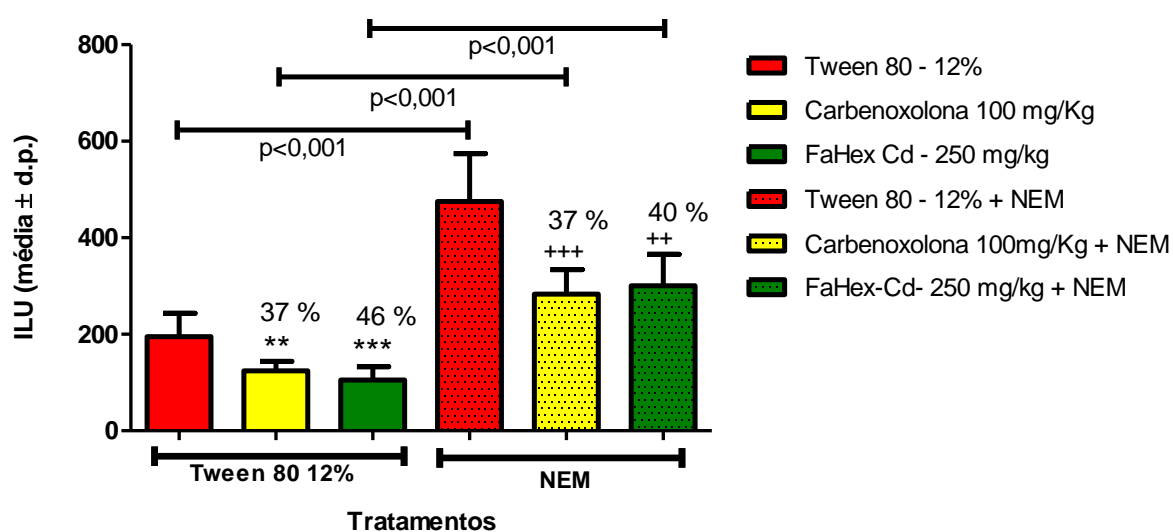 p<0,001
p<0,001
p<0,001
800
600
400
200
0
ILU (média ± d.p.)
37 %
**
46 %
***
37 %
+++
40 %
++
Tween 80 12%
NEM
Tratamentos
Tween 80 - 12%
Carbenoxolona 100 mg/Kg
FaHex Cd - 250 mg/kg
Tween 80 - 12% + NEM
Carbenoxolona 100mg/Kg + NEM
FaHex-Cd- 250 mg/kg + NEM